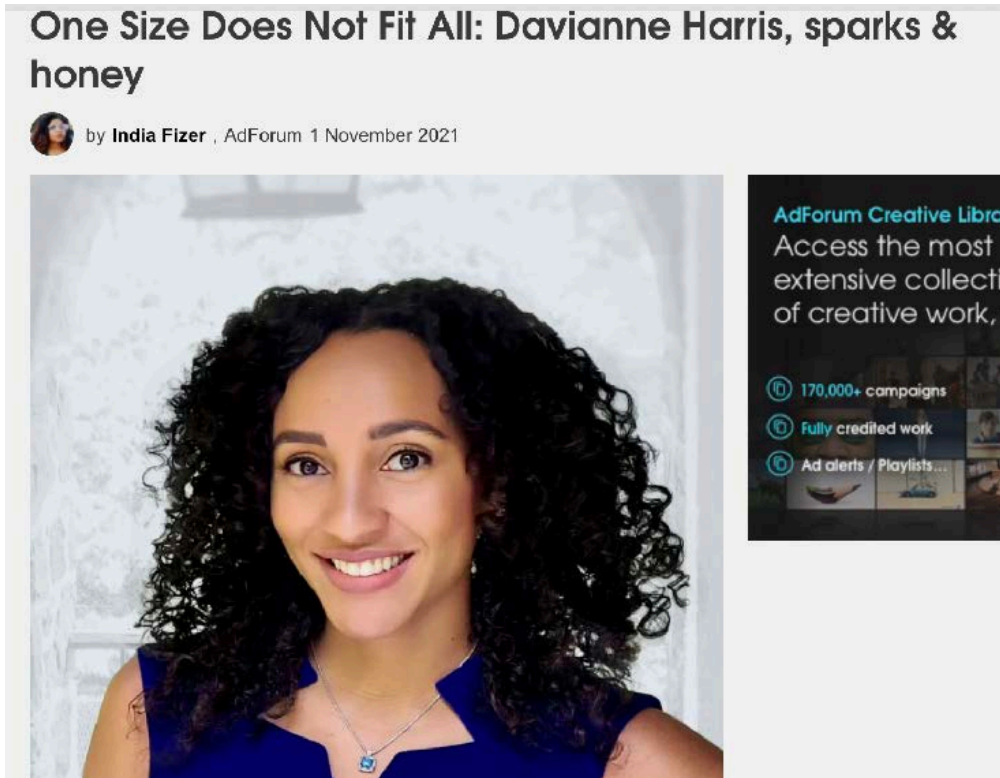 One Size Does Not Fit All: Davianne Harris, sparks &
honey
by India Fizer , AdForum 1 November 2021
AdForum Creative Libra
Access the most
extensive collecti
of creative work,
170,000+ campaigns
Fully credited work
Ad alerts / Playlists...